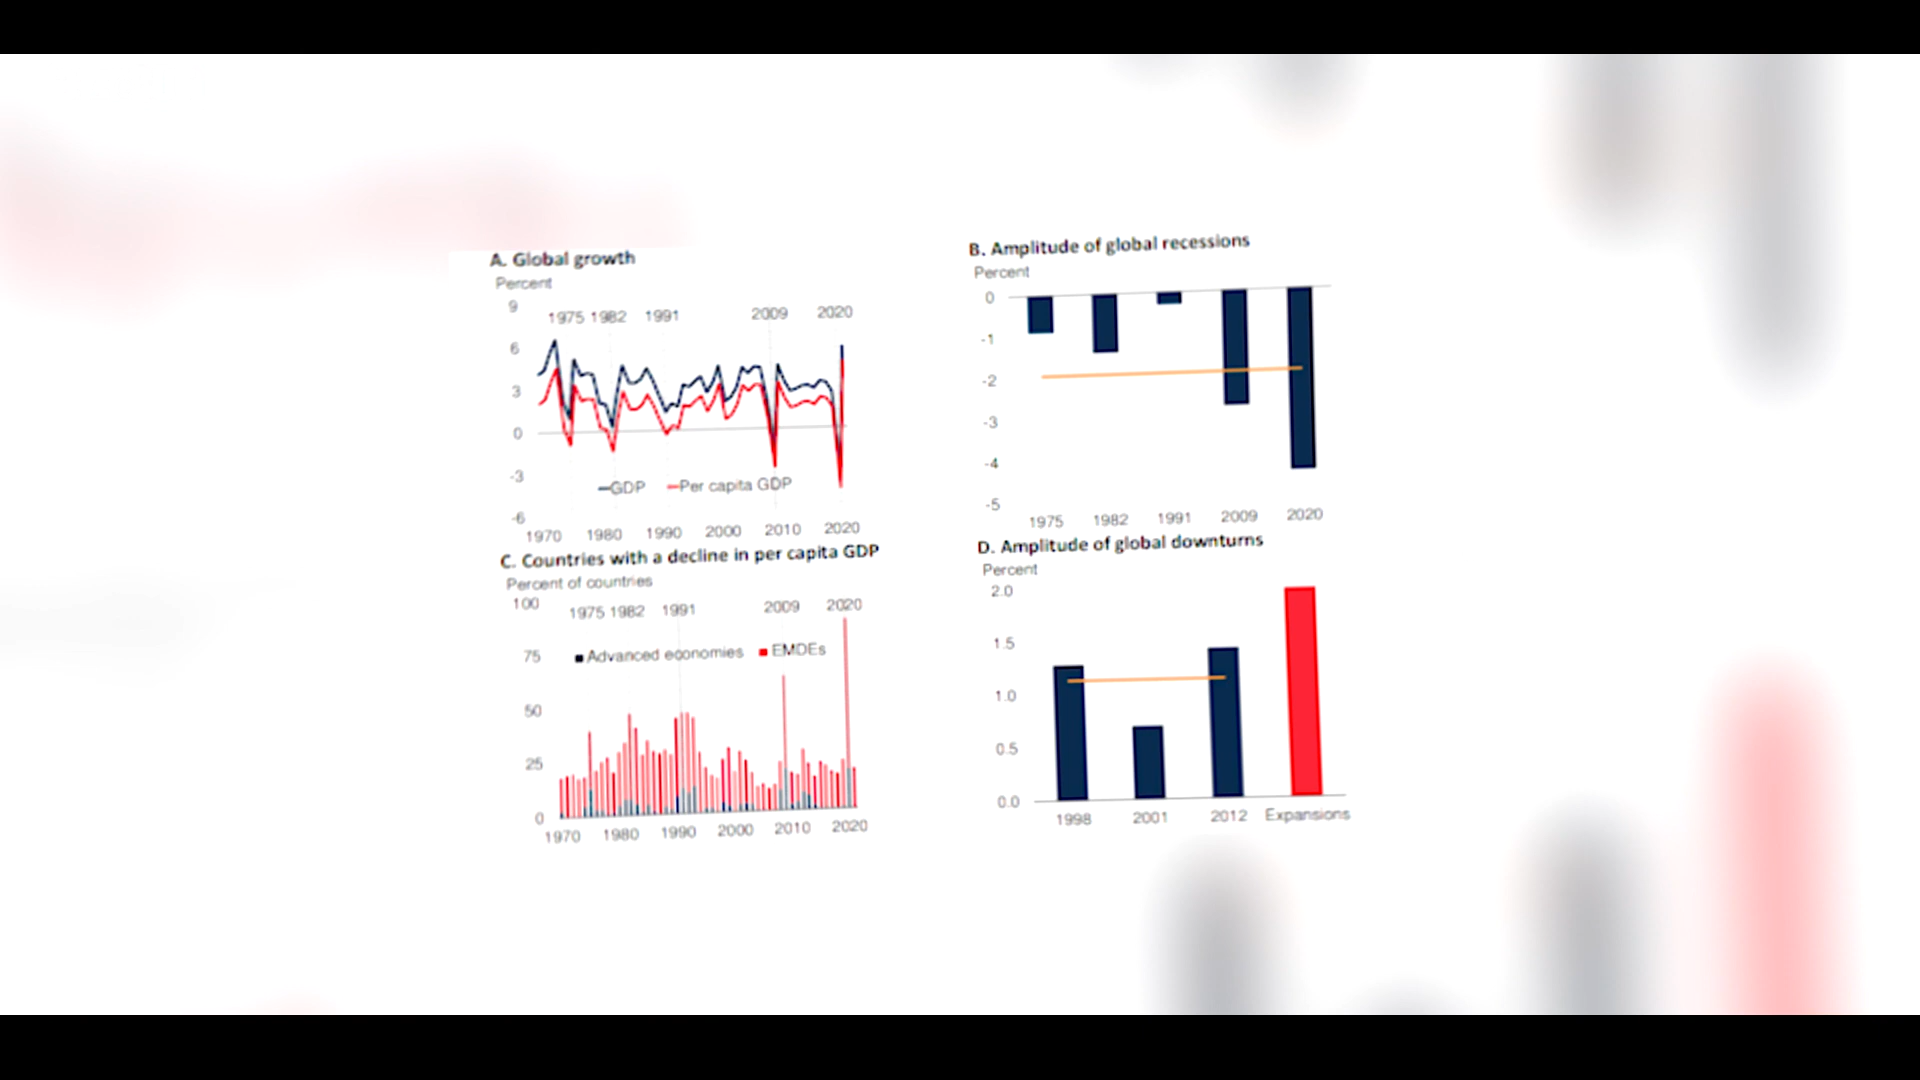 A. Global growth
Percent
9
1975 1982 1991 2009 2020
6
3
0
-3
GDP Per capita GDP
-6
1970 1980 1990 2000 2010 2020
B. Amplitude of global recessions
Percent
0
-1
-2
-3
-4
-5
1975 1982 1991 2009 2020
C. Countries with a decline in per capita GDP
Percent of countries
100
1975 1982 1991 2009 2020
75
Advanced economies EMDEs
50
25
0
1970 1980 1990 2000 2010 2020
D. Amplitude of global downturns
Percent
2.0
1.5
1.0
0.5
0.0
1998 2001 2012 Expansions